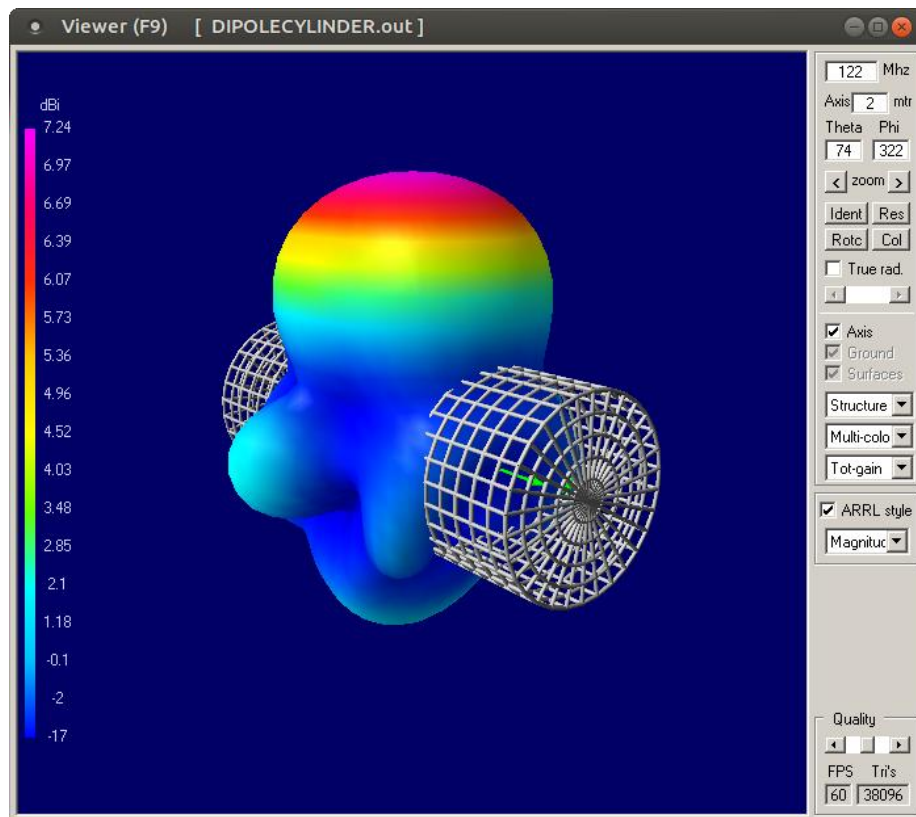 Viewer (F9) [ DIPOLECYLINDER.out ]
dBi
7.24
6.97
6.69
6.39
6.07
5.73
5.36
4.96
4.52
4.03
3.48
2.85
2.1
1.18
-0.1
-2
-17
122 Mhz
Axis 2 mtr
Theta Phi
74 322
< zoom >
Ident Res
Rotc Col
True rad.
Axis
Ground
Surfaces
Structure
Multi-colo
Tot-gain
ARRL style
Magnituc
Quality
FPS Tri's
60 38096